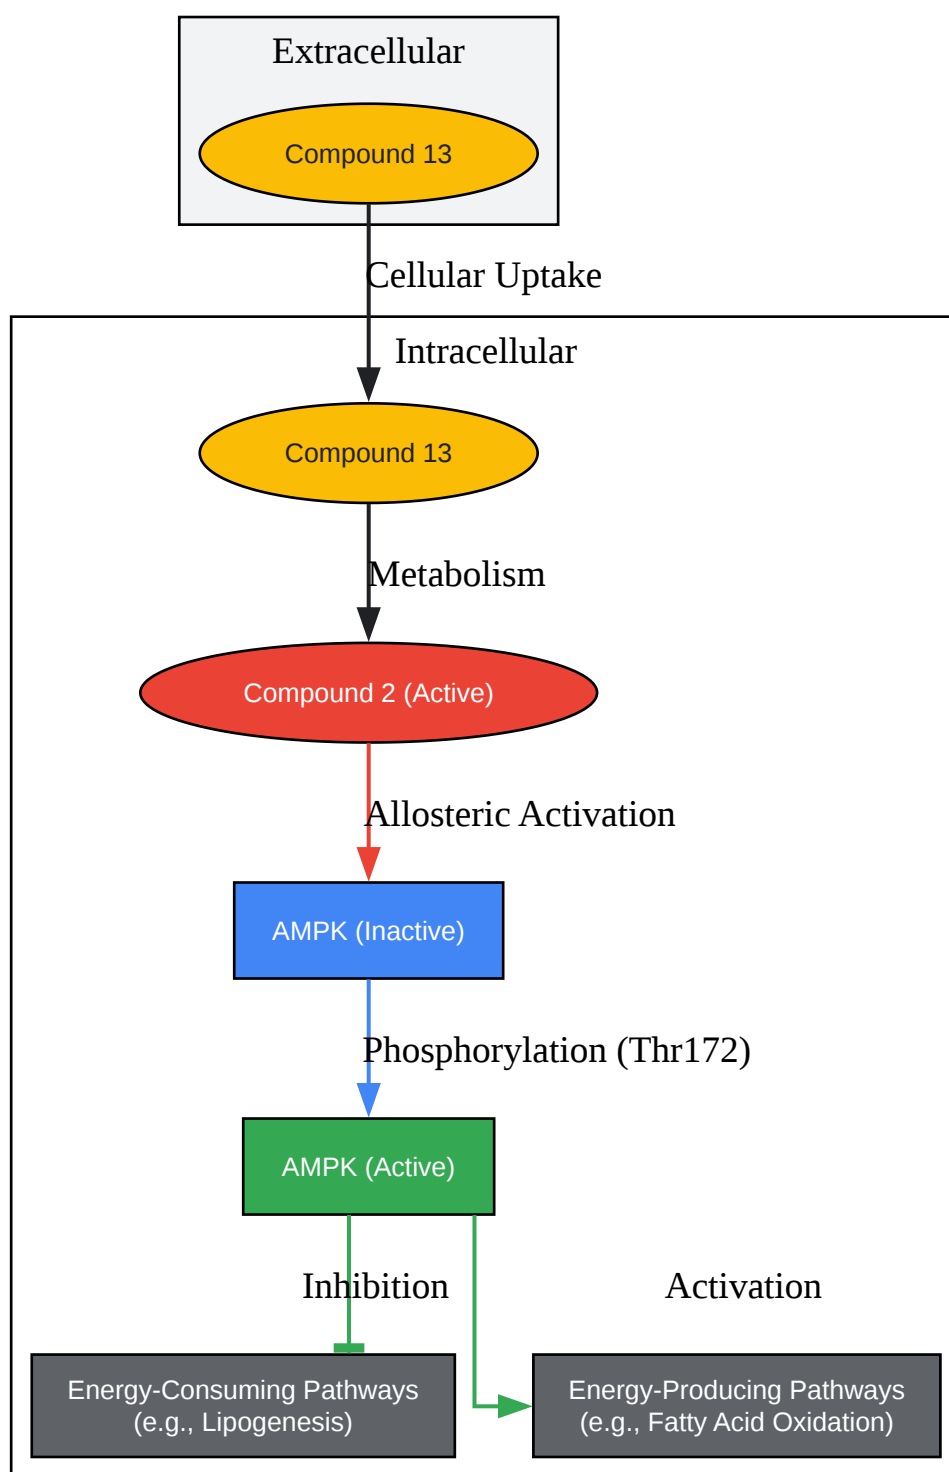 Extracellular
Compound 13
Cellular Uptake
Intracellular
Compound 13
Metabolism
Compound 2 (Active)
Allosteric Activation
AMPK (Inactive)
Phosphorylation (Thr172)
AMPK (Active)
Inhibition
Activation
Energy-Consuming Pathways
(e.g., Lipogenesis)
Energy-Producing Pathways
(e.g., Fatty Acid Oxidation)